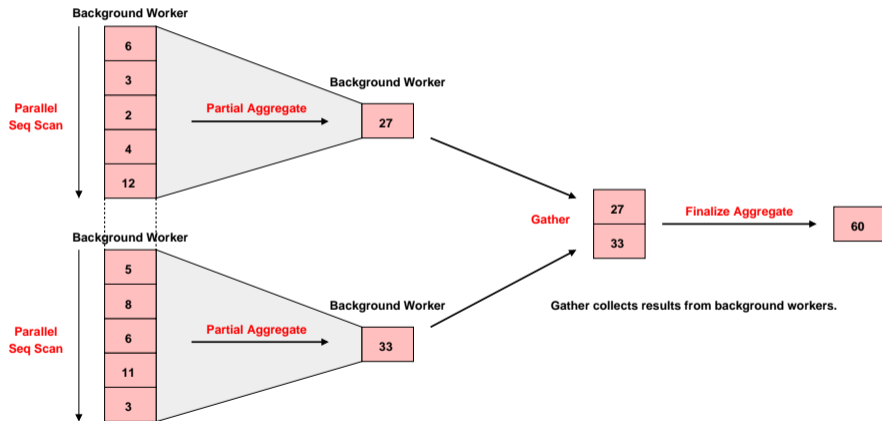 Background Worker
6
3
2
4
12
Parallel
Seq Scan
Partial Aggregate
Background Worker
27
Background Worker
5
8
6
11
3
Parallel
Seq Scan
Partial Aggregate
Background Worker
33
Gather
27
33
Finalize Aggregate
60
Gather collects results from background workers.